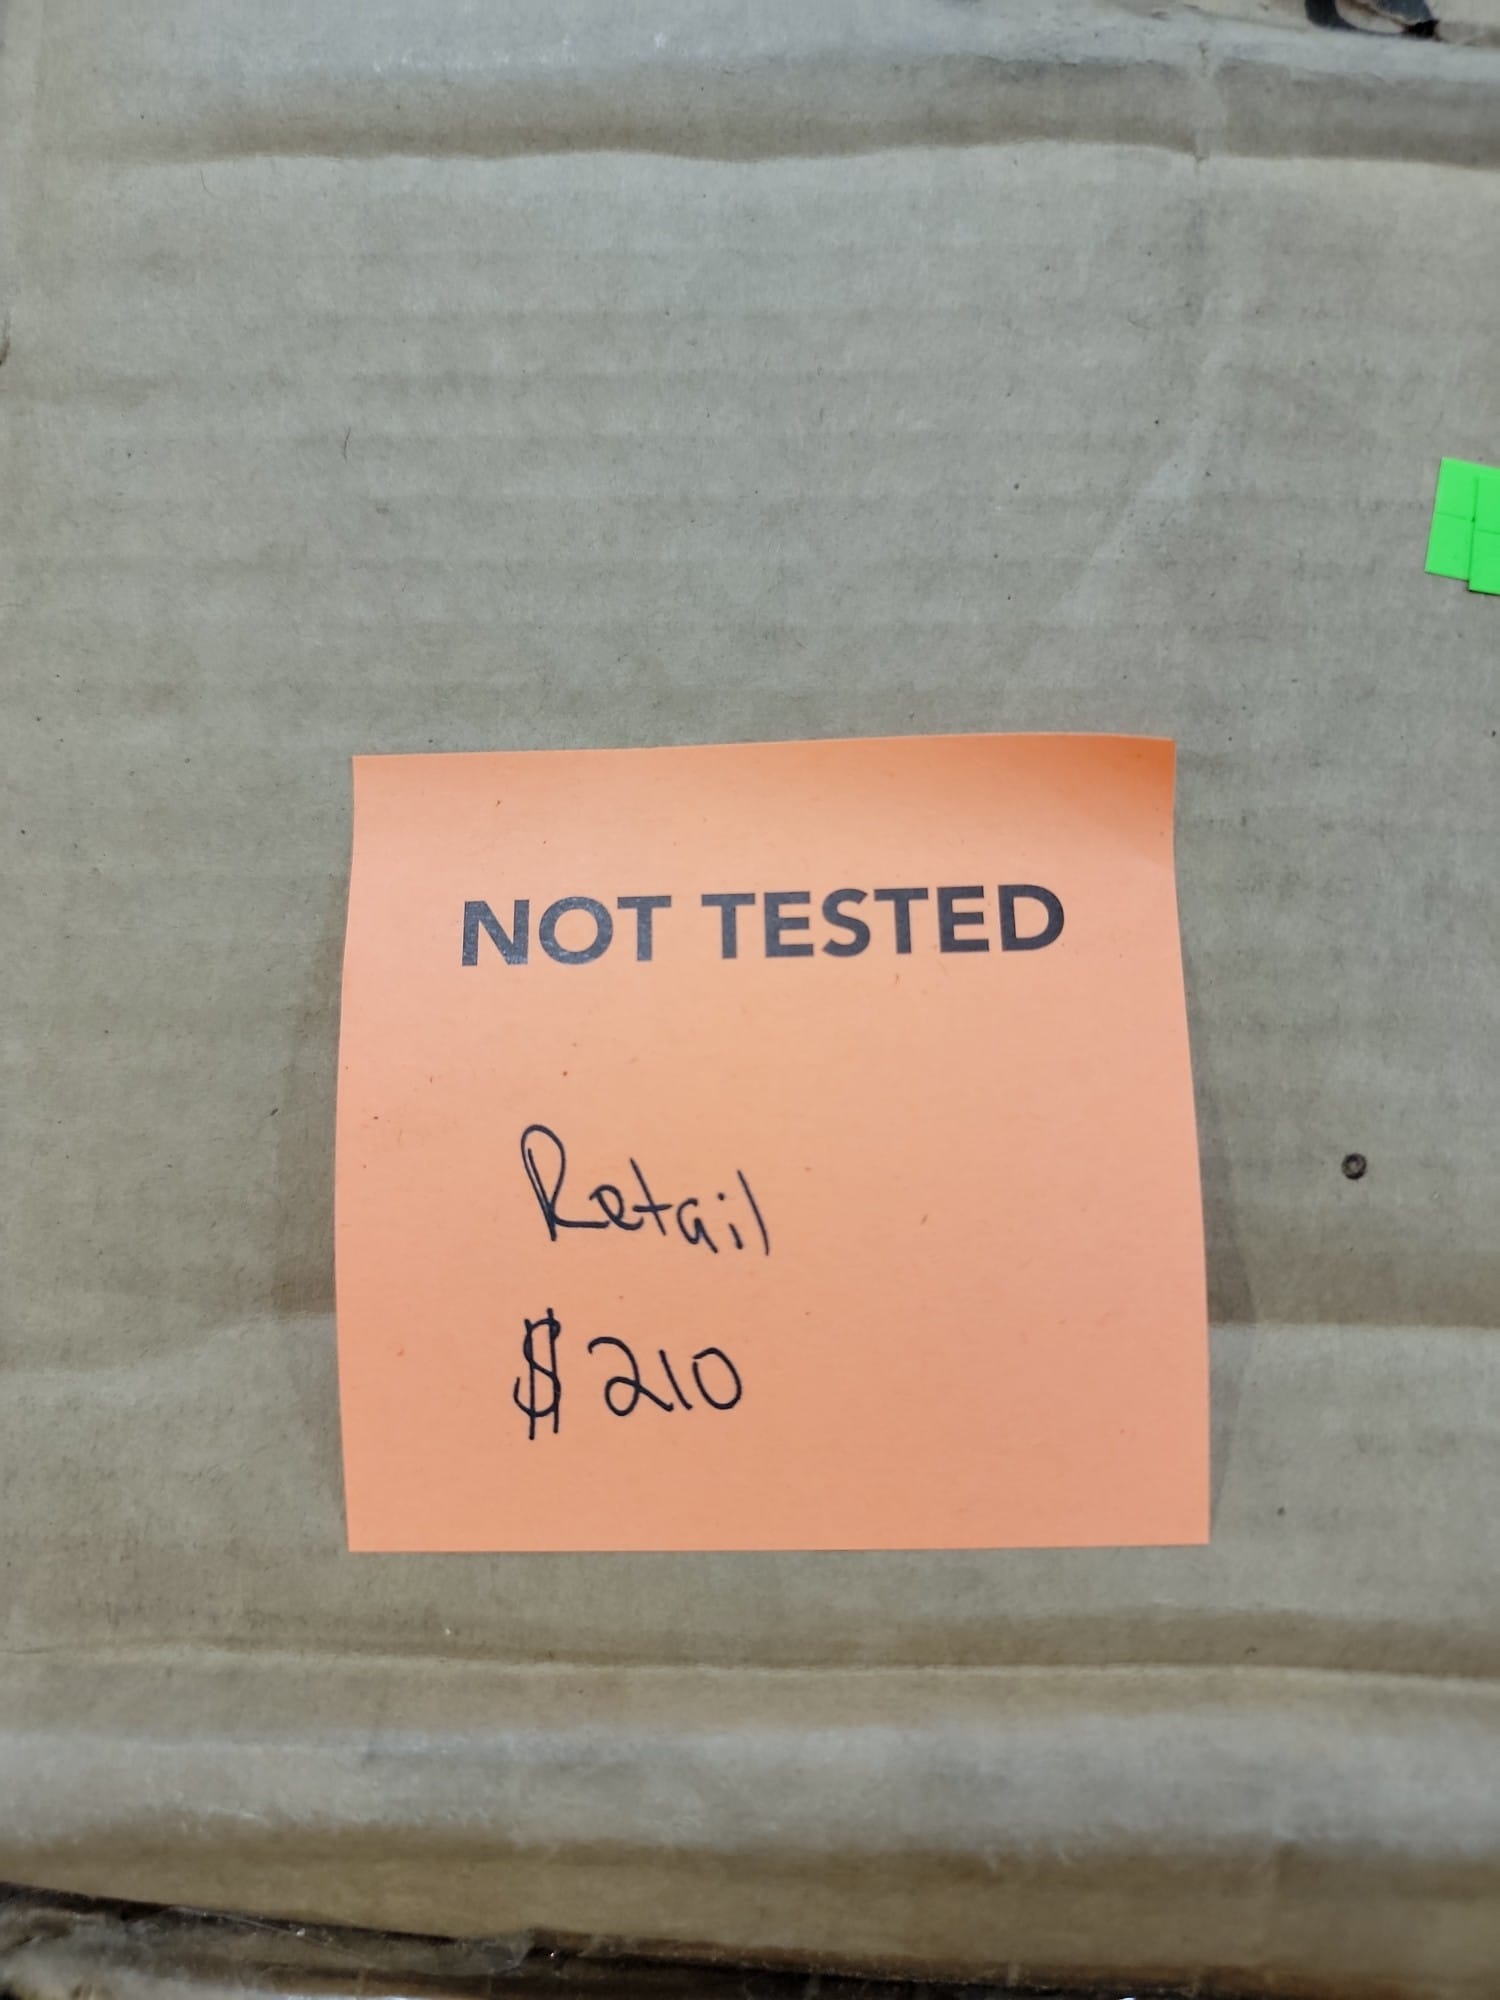 NOT TESTED
Retail
$ 210